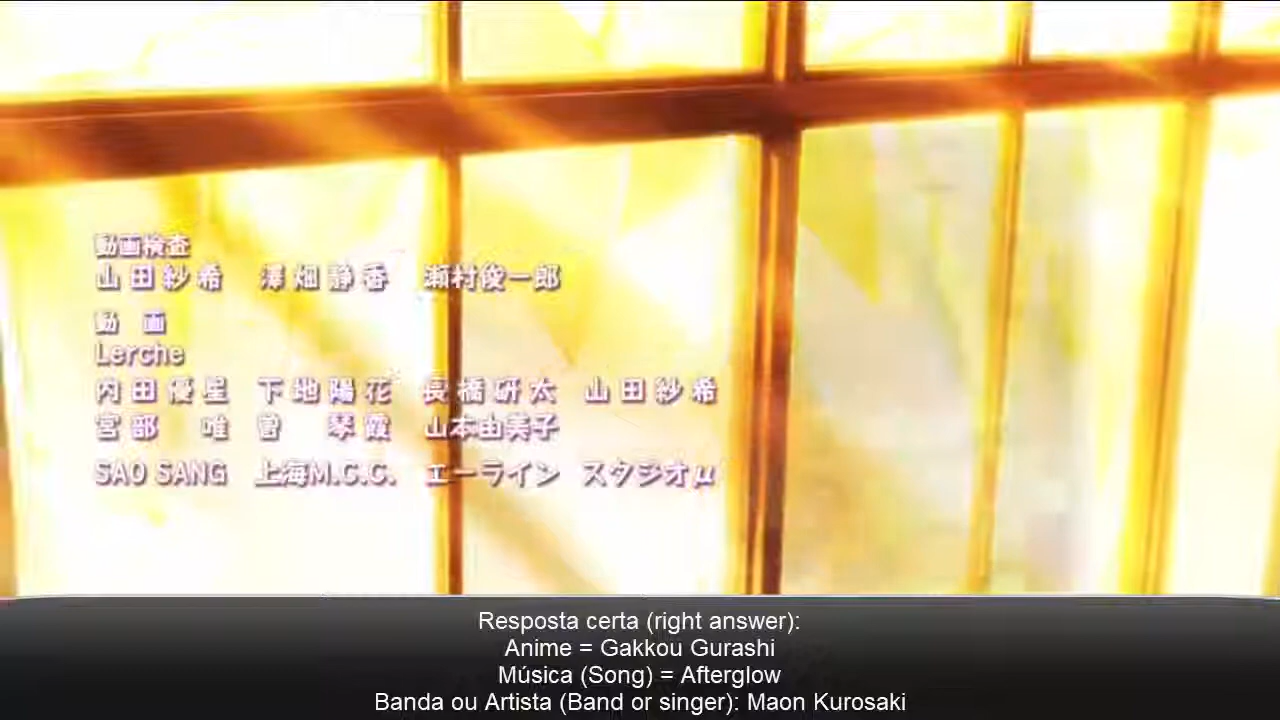 動画検査
山田紗希 澤畑静香 瀬村俊一郎
動 画
Lerche
内田優星 下地陽花 長橋研太 山田紗希
宮部 唯 曽 琴霞 山本由美子
SAO SANG 上海M.C.C. エーライン スタジオμ
Resposta certa (right answer):
Anime = Gakkou Gurashi
Música (Song) = Afterglow
Banda ou Artista (Band or singer): Maon Kurosaki